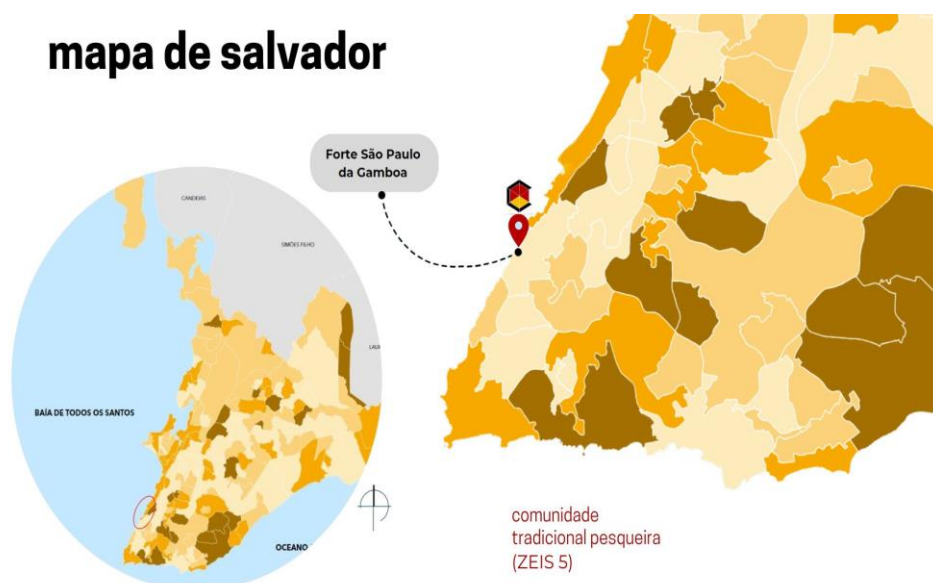 mapa de salvador
Forte São Paulo
da Gamboa
CANDEIAS
SIMÕES FILHO
BAÍA DE TODOS OS SANTOS
OCEANO
comunidade
tradicional pesqueira
(ZEIS 5)